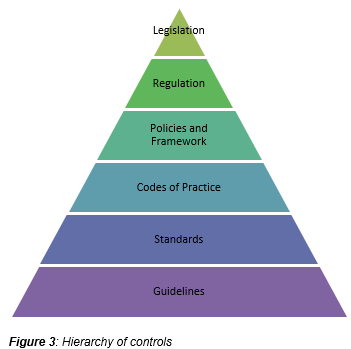 Legislation
Regulation
Policies and
Framework
Codes of Practice
Standards
Guidelines
Figure 3: Hierarchy of controls